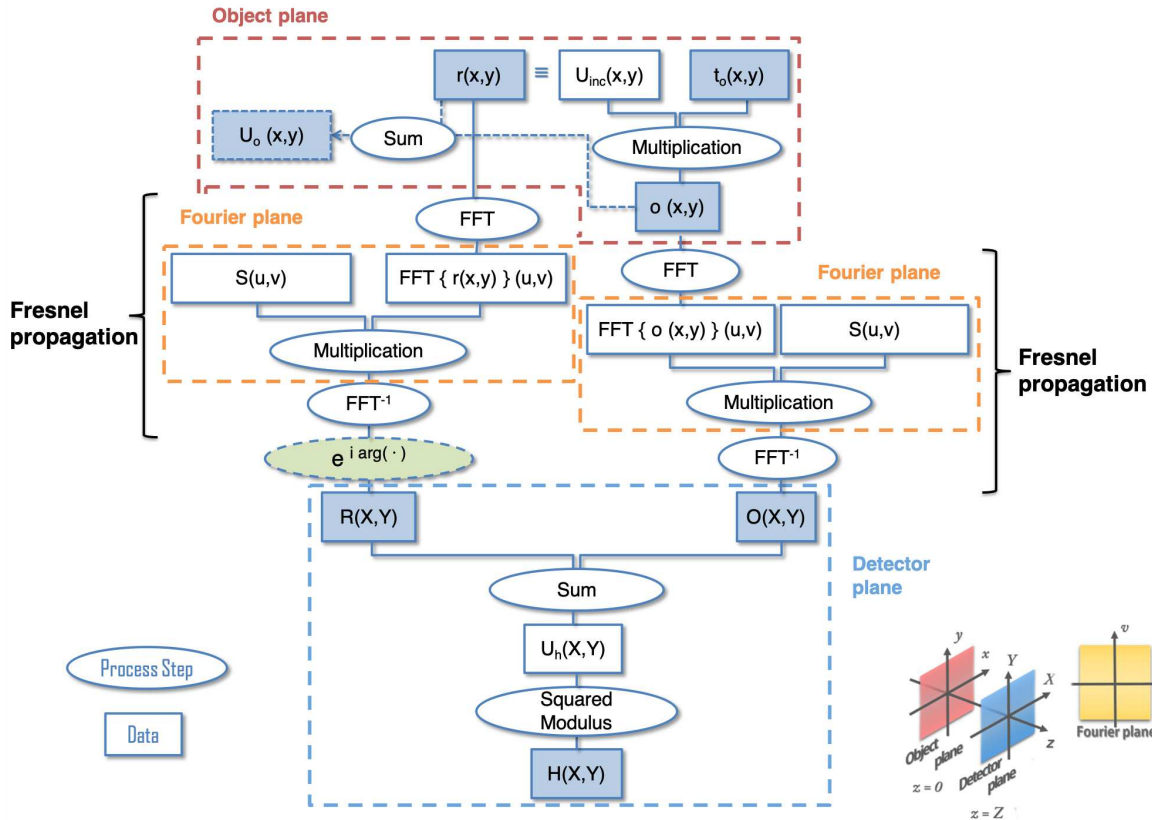 Object plane
r(x,y)
≡
U_inc(x,y)
t_o(x,y)
U_o (x,y)
Sum
Multiplication
o (x,y)
Fourier plane
FFT
FFT
Fourier plane
S(u,v)
FFT { r(x,y) } (u,v)
Fresnel
propagation
FFT { o (x,y) } (u,v)
S(u,v)
Multiplication
Fresnel
propagation
FFT⁻¹
Multiplication
e^{i arg( · )}
FFT⁻¹
R(X,Y)
O(X,Y)
Detector
plane
Sum
U_h(X,Y)
Process Step
Squared
Modulus
Data
H(X,Y)
y
x
Y
X
z
Object
plane
z = 0
Detector
plane
z = Z
v
Fourier plane